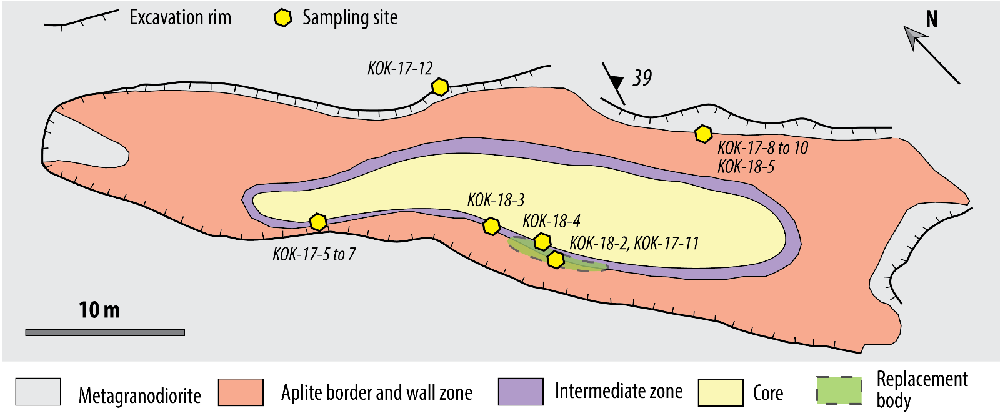 Excavation rim
Sampling site
N
KOK-17-12
39
KOK-17-8 to 10
KOK-18-5
KOK-18-3
KOK-18-4
KOK-18-2, KOK-17-11
KOK-17-5 to 7
10 m
Metagranodiorite
Aplite border and wall zone
Intermediate zone
Core
Replacement
body